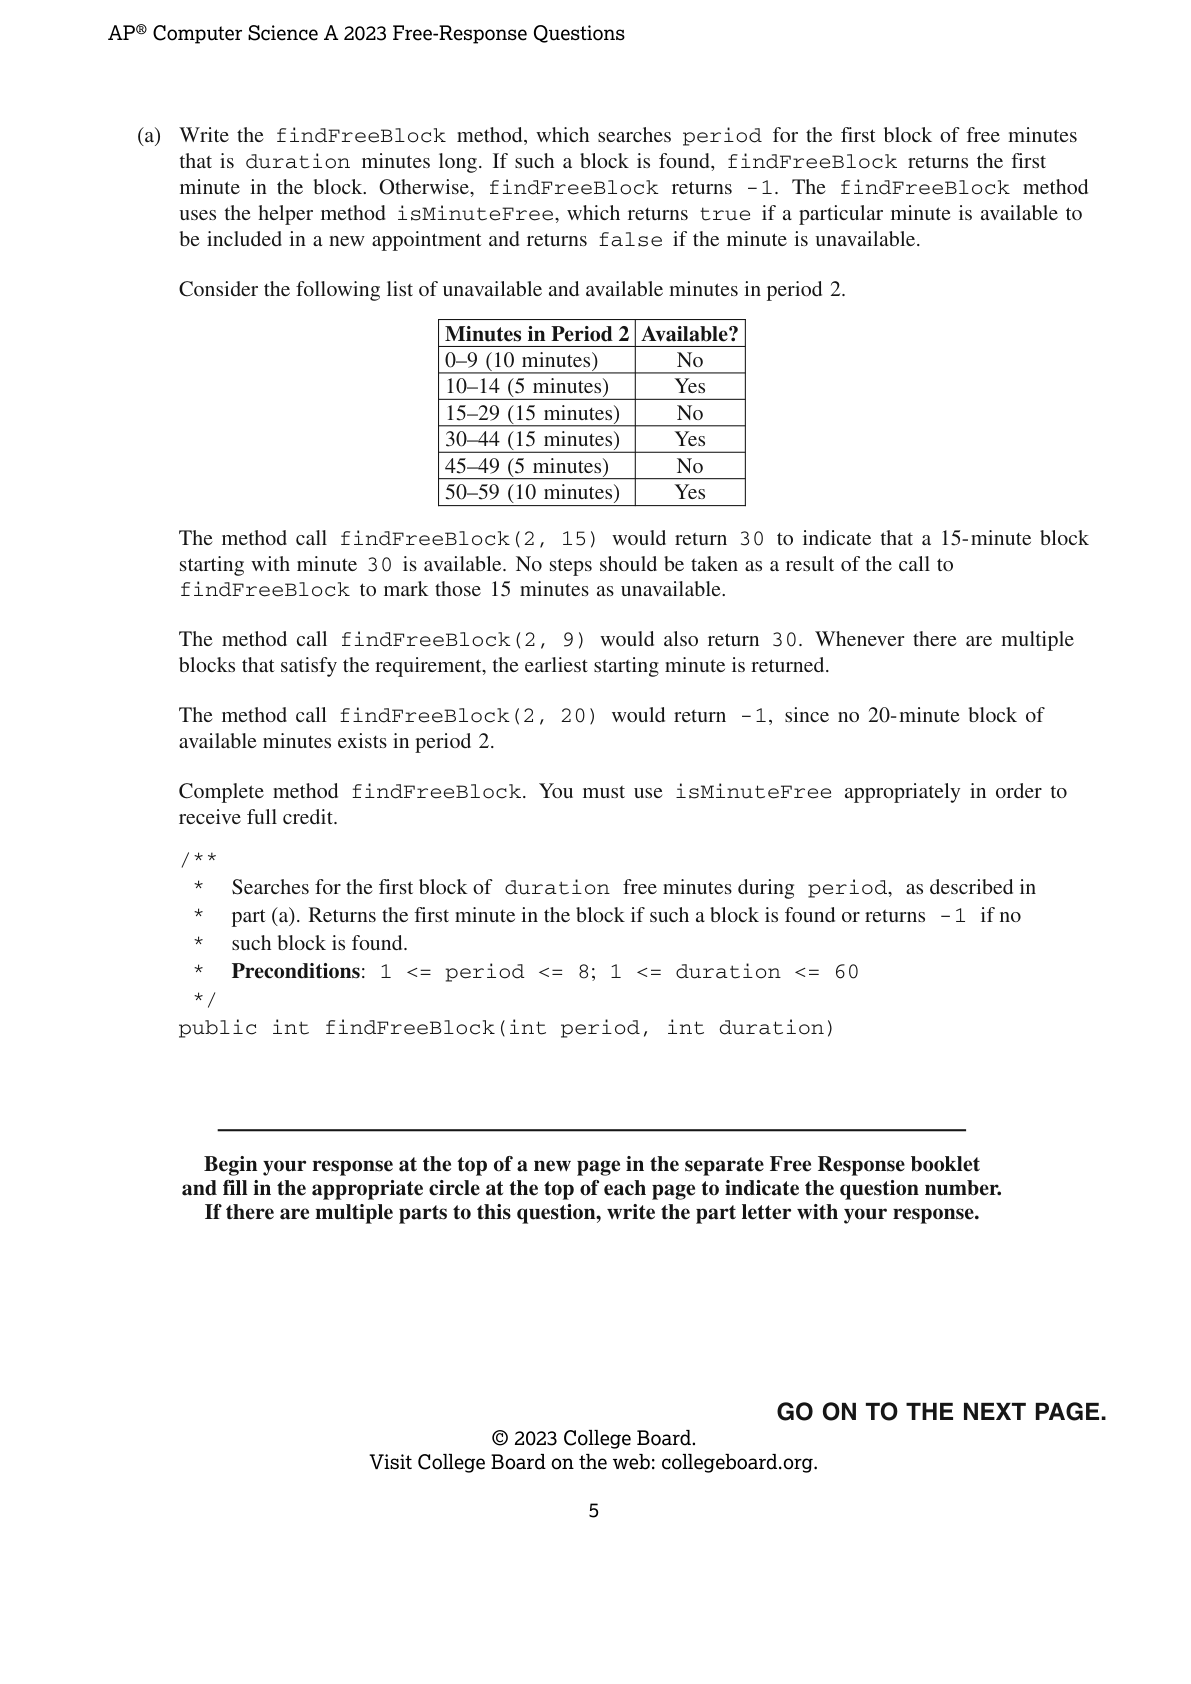 AP® Computer Science A 2023 Free-Response Questions
(a) Write the findFreeBlock method, which searches period for the first block of free minutes
that is duration minutes long. If such a block is found, findFreeBlock returns the first
minute in the block. Otherwise, findFreeBlock returns -1. The findFreeBlock method
uses the helper method isMinuteFree, which returns true if a particular minute is available to
be included in a new appointment and returns false if the minute is unavailable.
Consider the following list of unavailable and available minutes in period 2.
Minutes in Period 2 Available?
0–9 (10 minutes) No
10–14 (5 minutes) Yes
15–29 (15 minutes) No
30–44 (15 minutes) Yes
45–49 (5 minutes) No
50–59 (10 minutes) Yes
The method call findFreeBlock(2, 15) would return 30 to indicate that a 15-minute block
starting with minute 30 is available. No steps should be taken as a result of the call to
findFreeBlock to mark those 15 minutes as unavailable.
The method call findFreeBlock(2, 9) would also return 30. Whenever there are multiple
blocks that satisfy the requirement, the earliest starting minute is returned.
The method call findFreeBlock(2, 20) would return -1, since no 20-minute block of
available minutes exists in period 2.
Complete method findFreeBlock. You must use isMinuteFree appropriately in order to
receive full credit.
/**
* Searches for the first block of duration free minutes during period, as described in
* part (a). Returns the first minute in the block if such a block is found or returns -1 if no
* such block is found.
* Preconditions: 1 <= period <= 8; 1 <= duration <= 60
*/
public int findFreeBlock(int period, int duration)
Begin your response at the top of a new page in the separate Free Response booklet
and fill in the appropriate circle at the top of each page to indicate the question number.
If there are multiple parts to this question, write the part letter with your response.
GO ON TO THE NEXT PAGE.
© 2023 College Board.
Visit College Board on the web: collegeboard.org.
5